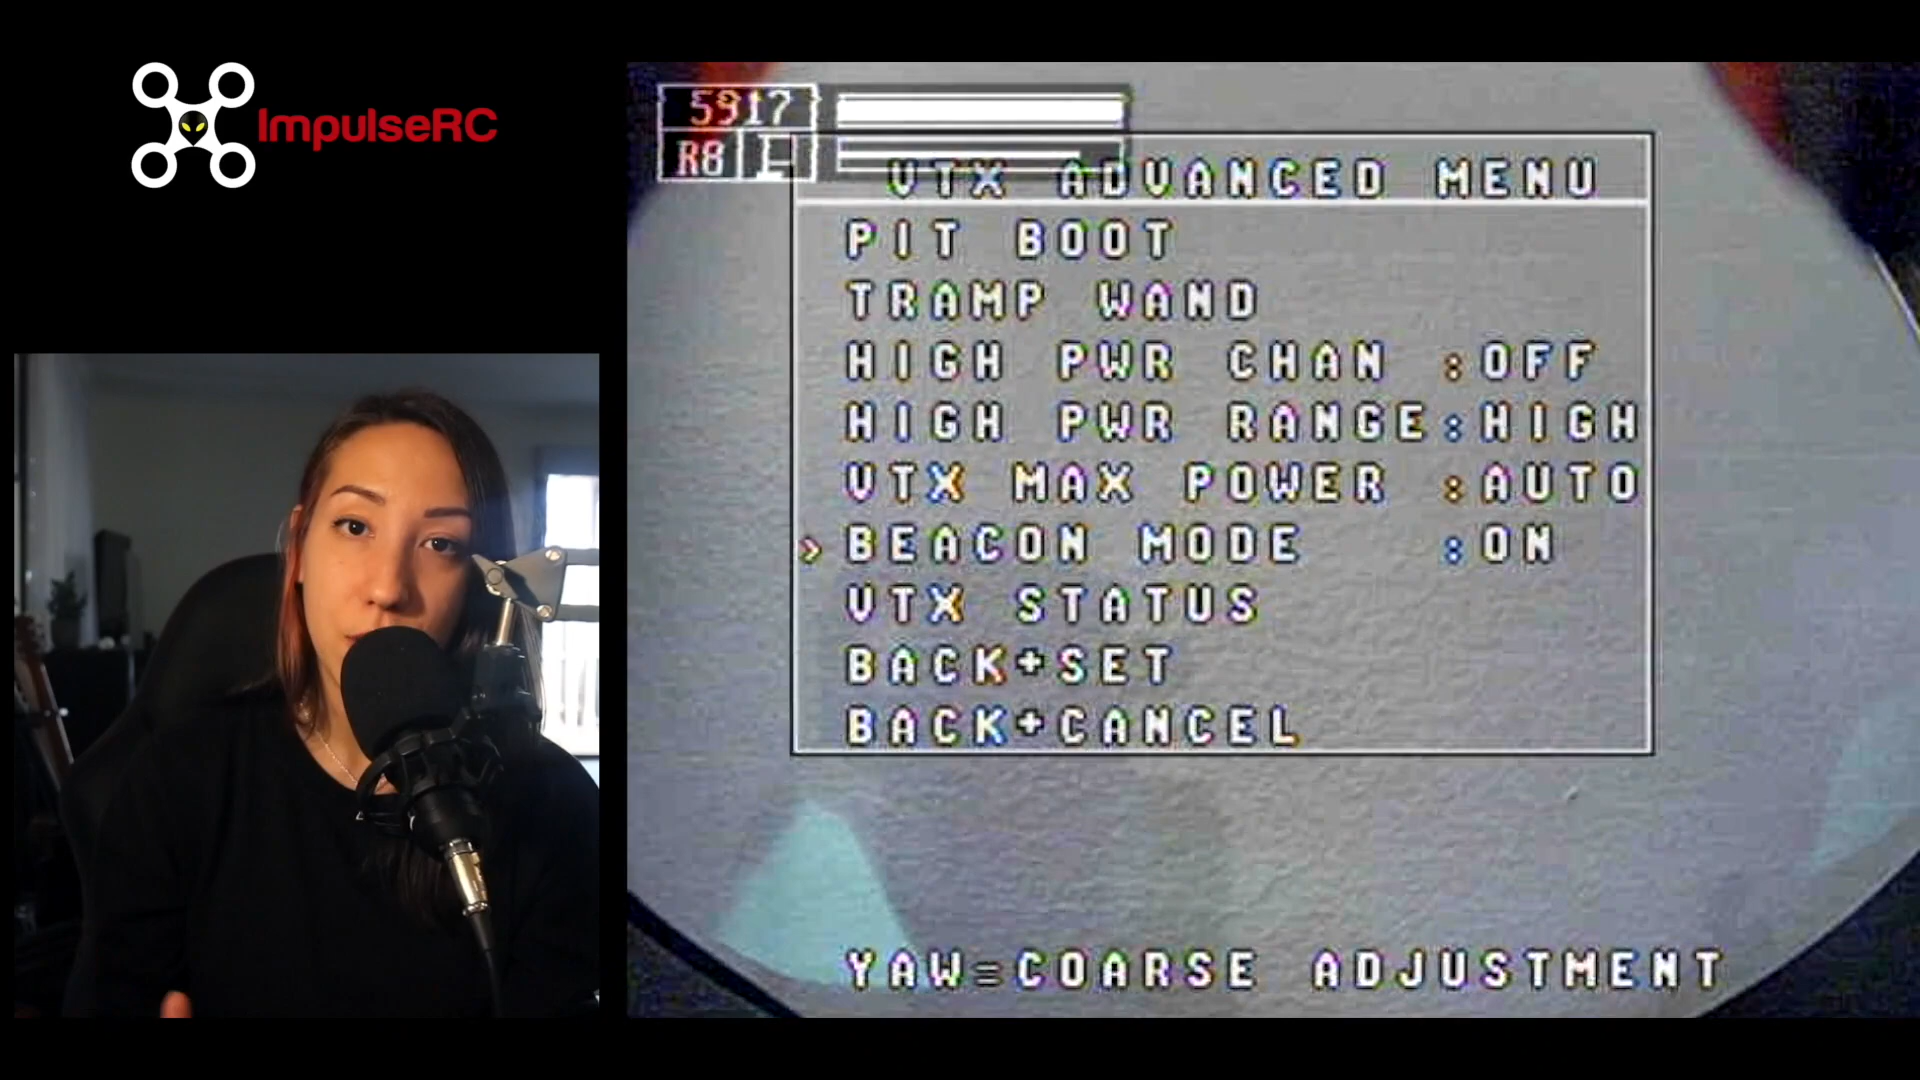 ImpulseRC
5917
R8 L
VTX ADVANCED MENU
PIT BOOT
TRAMP WAND
HIGH PWR CHAN :OFF
HIGH PWR RANGE:HIGH
VTX MAX POWER :AUTO
> BEACON MODE :ON
VTX STATUS
BACK+SET
BACK+CANCEL
YAW=COARSE ADJUSTMENT